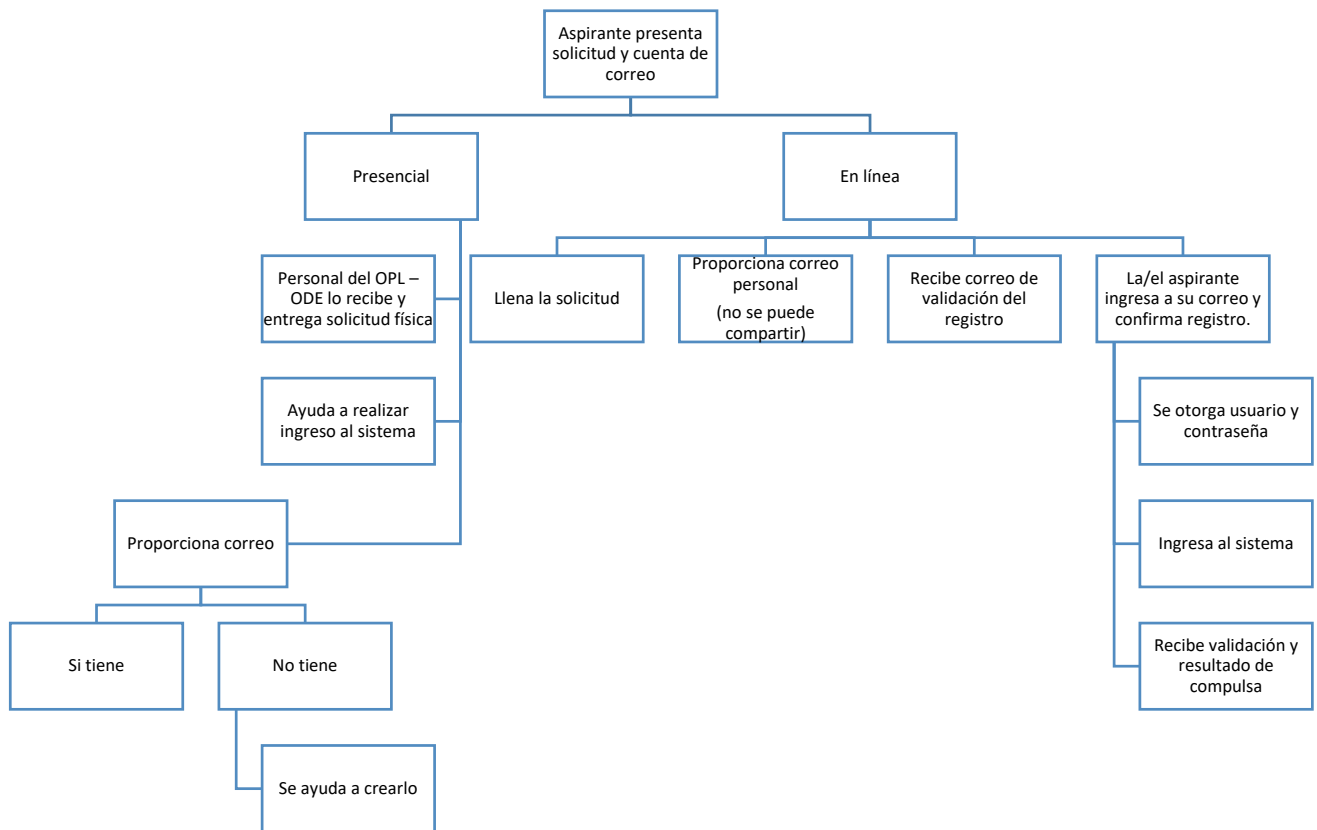 Aspirante presenta
solicitud y cuenta de
correo
Presencial
En línea
Personal del OPL –
ODE lo recibe y
entrega solicitud física
Llena la solicitud
Proporciona correo
personal
(no se puede
compartir)
Recibe correo de
validación del
registro
La/el aspirante
ingresa a su correo y
confirma registro.
Ayuda a realizar
ingreso al sistema
Se otorga usuario y
contraseña
Proporciona correo
Ingresa al sistema
Si tiene
No tiene
Recibe validación y
resultado de
compulsa
Se ayuda a crearlo